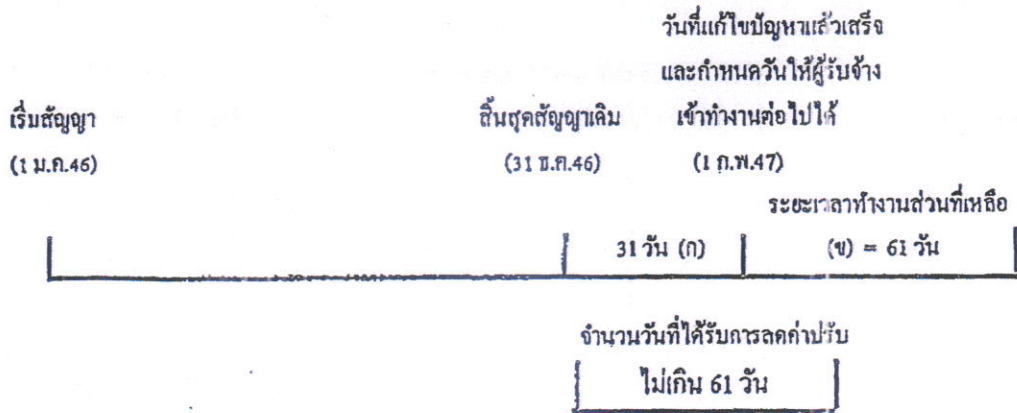 วันที่แก้ไขปัญหาแล้วเสร็จ
และกำหนดวันให้ผู้รับจ้าง
เริ่มสัญญา สิ้นสุดสัญญาเดิม เข้าทำงานต่อไปได้
(1 ม.ค.46) (31 ธ.ค.46) (1 ก.พ.47)
ระยะเวลาทำงานส่วนที่เหลือ
31 วัน (ก) (ข) = 61 วัน
จำนวนวันที่ได้รับการลดค่าปรับ
ไม่เกิน 61 วัน